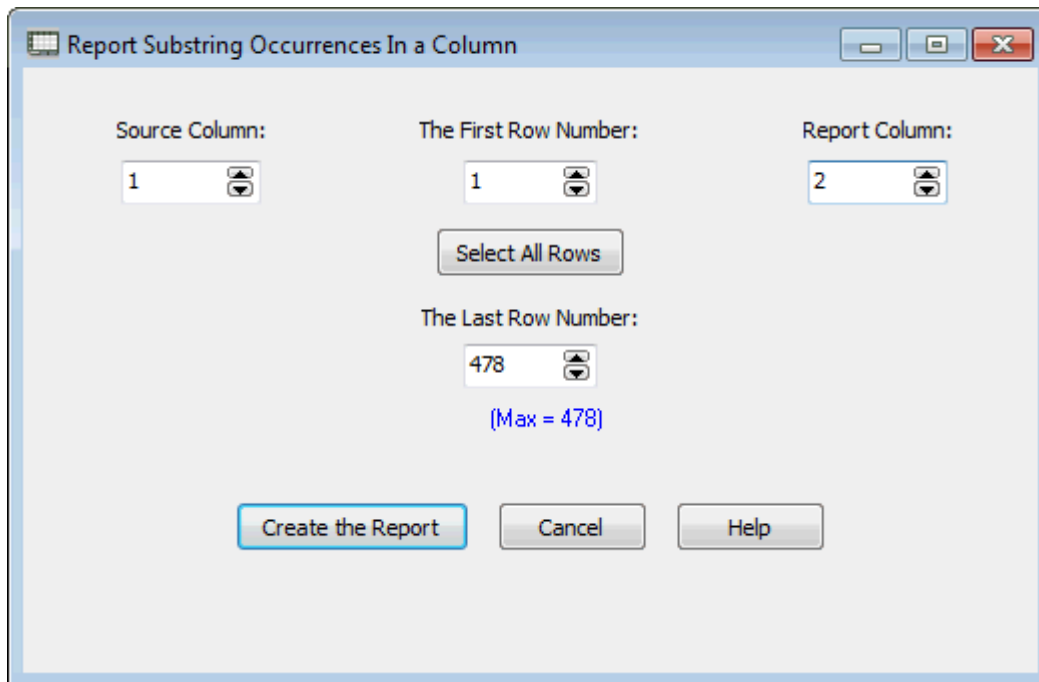 Report Substring Occurrences In a Column
Source Column: The First Row Number: Report Column:
1 1 2
Select All Rows
The Last Row Number:
478
(Max = 478)
Create the Report Cancel Help